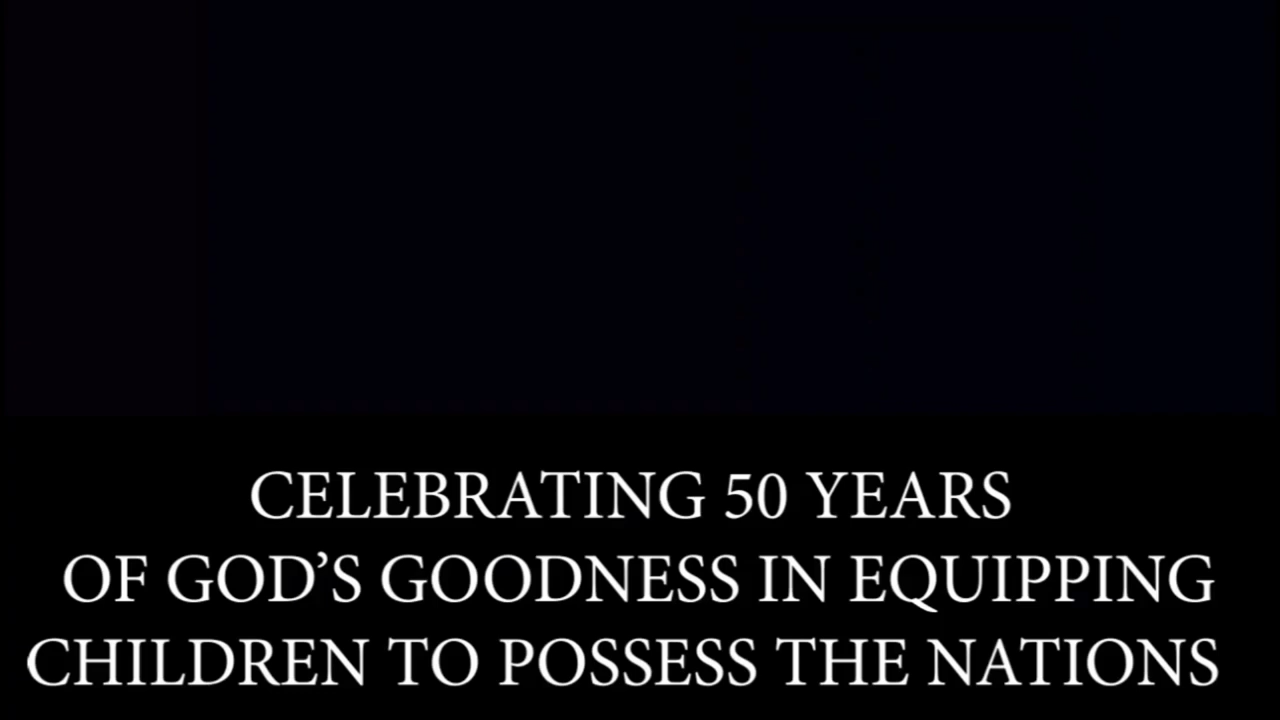 CELEBRATING 50 YEARS
OF GOD’S GOODNESS IN EQUIPPING
CHILDREN TO POSSESS THE NATIONS